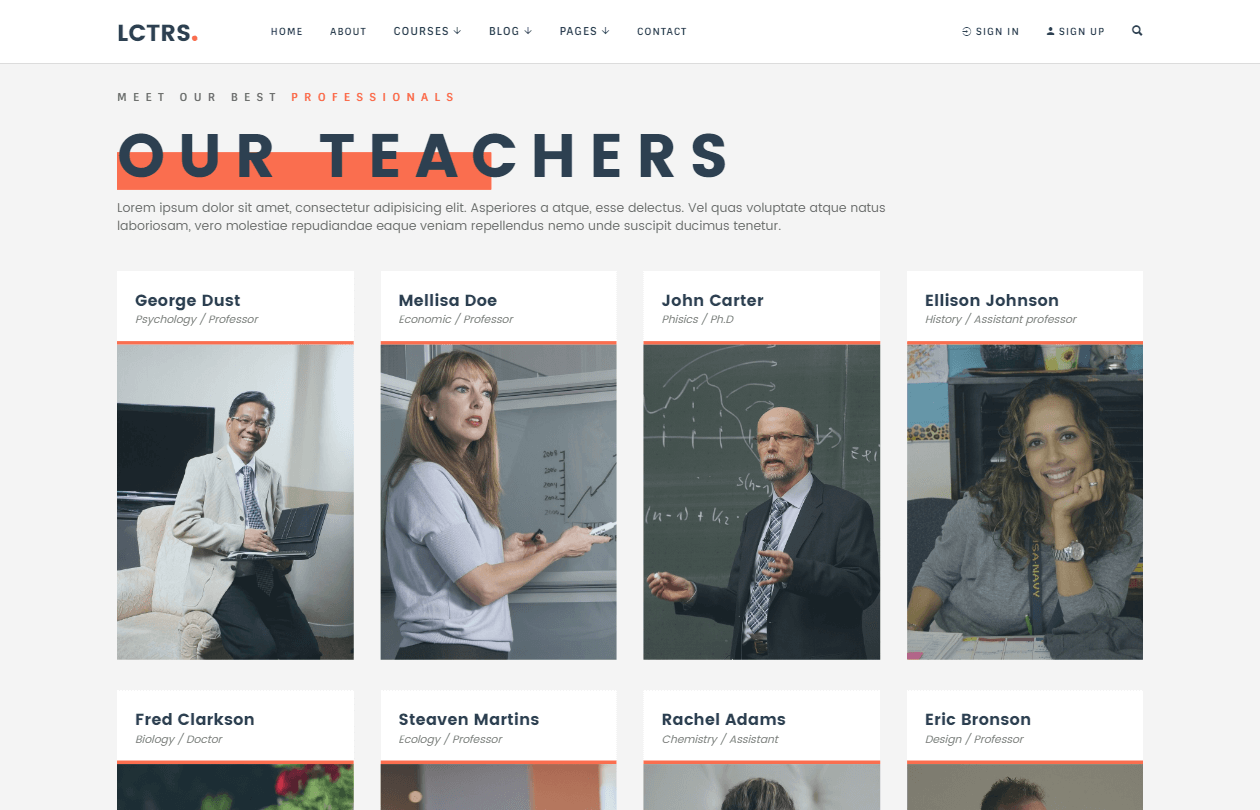 LCTRS.
HOME ABOUT COURSES ↓ BLOG ↓ PAGES ↓ CONTACT SIGN IN SIGN UP
MEET OUR BEST PROFESSIONALS
OUR TEACHERS
Lorem ipsum dolor sit amet, consectetur adipisicing elit. Asperiores a atque, esse delectus. Vel quas voluptate atque natus
laboriosam, vero molestiae repudiandae eaque veniam repellendus nemo unde suscipit ducimus tenetur.
George Dust
Psychology / Professor
Mellisa Doe
Economic / Professor
John Carter
Phisics / Ph.D
Ellison Johnson
History / Assistant professor
S(n-1)
(n-1) + K2
Fred Clarkson
Biology / Doctor
Steaven Martins
Ecology / Professor
Rachel Adams
Chemistry / Assistant
Eric Bronson
Design / Professor